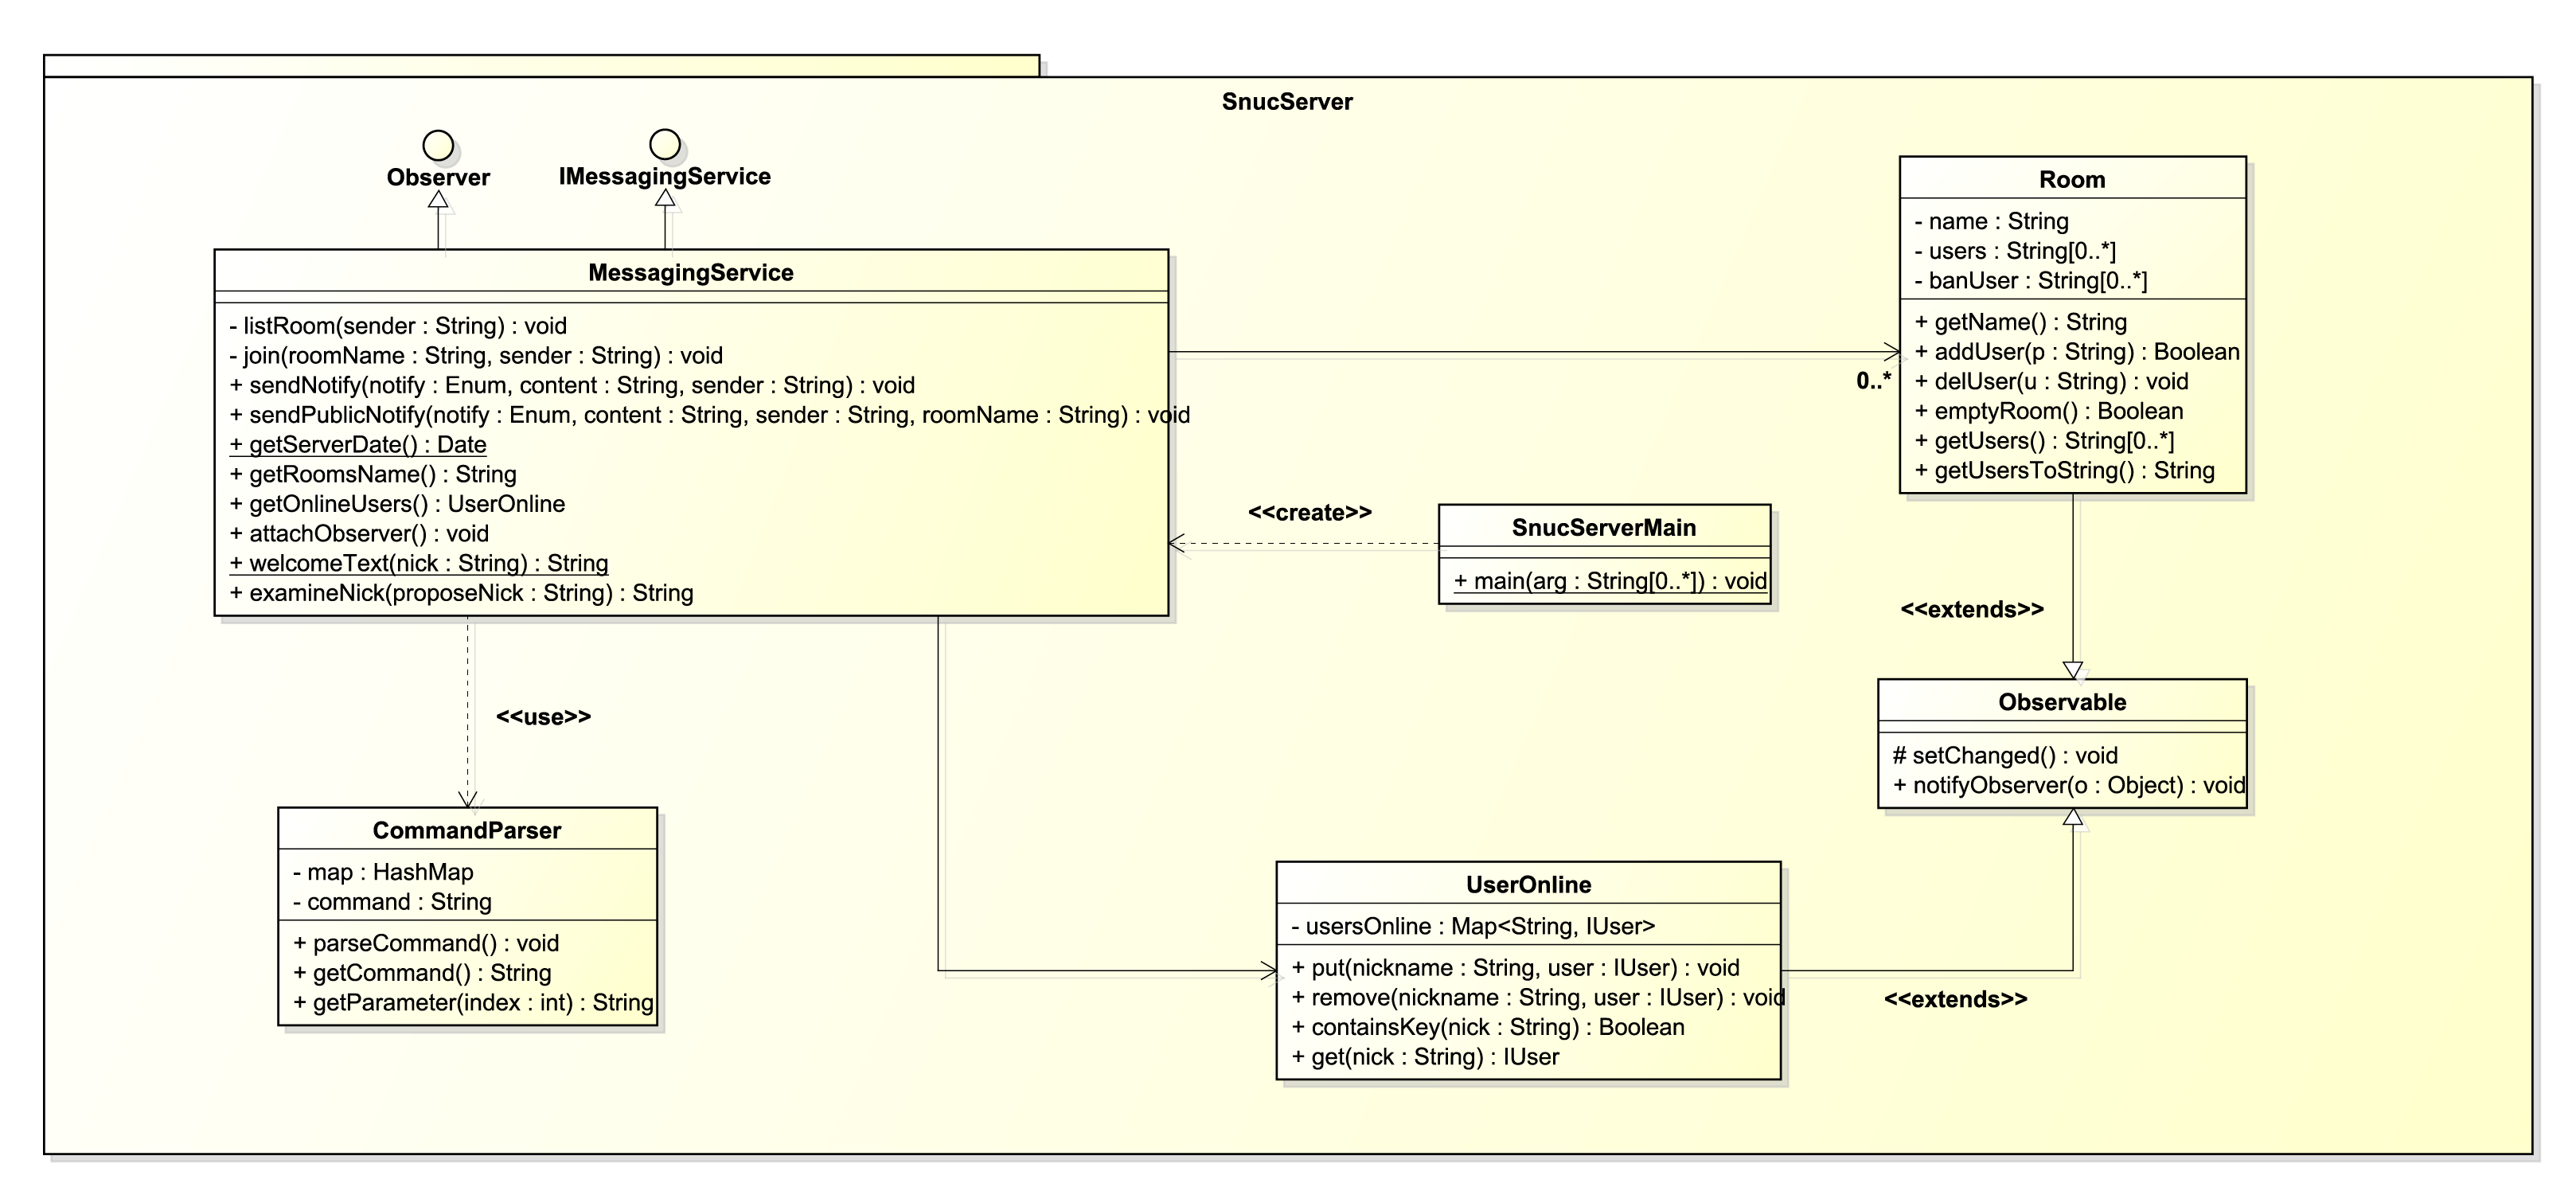 SnucServer
Observer
IMessagingService
MessagingService
- listRoom(sender : String) : void
- join(roomName : String, sender : String) : void
+ sendNotify(notify : Enum, content : String, sender : String) : void
+ sendPublicNotify(notify : Enum, content : String, sender : String, roomName : String) : void
+ getServerDate() : Date
+ getRoomsName() : String
+ getOnlineUsers() : UserOnline
+ attachObserver() : void
+ welcomeText(nick : String) : String
+ examineNick(proposeNick : String) : String
Room
- name : String
- users : String[0..*]
- banUser : String[0..*]
+ getName() : String
+ addUser(p : String) : Boolean
+ delUser(u : String) : void
+ emptyRoom() : Boolean
+ getUsers() : String[0..*]
+ getUsersToString() : String
0..*
<<create>>
SnucServerMain
+ main(arg : String[0..*]) : void
<<extends>>
<<use>>
Observable
# setChanged() : void
+ notifyObserver(o : Object) : void
CommandParser
- map : HashMap
- command : String
+ parseCommand() : void
+ getCommand() : String
+ getParameter(index : int) : String
UserOnline
- usersOnline : Map<String, IUser>
+ put(nickname : String, user : IUser) : void
+ remove(nickname : String, user : IUser) : void
+ containsKey(nick : String) : Boolean
+ get(nick : String) : IUser
<<extends>>